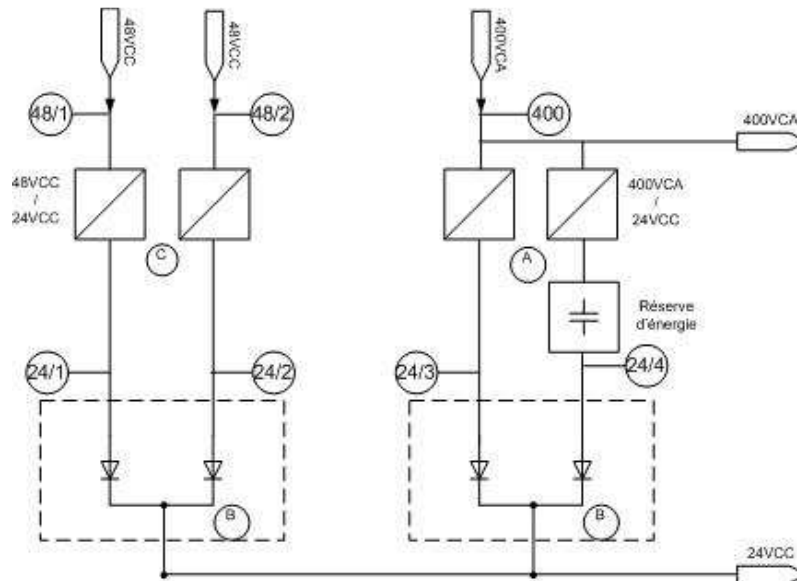 48VCC
48VCC
400VCA
48/1
48/2
400
400VCA
48VCC
/
24VCC
400VCA
/
24VCC
C
A
Réserve
d'énergie
24/1
24/2
24/3
24/4
B
B
24VCC